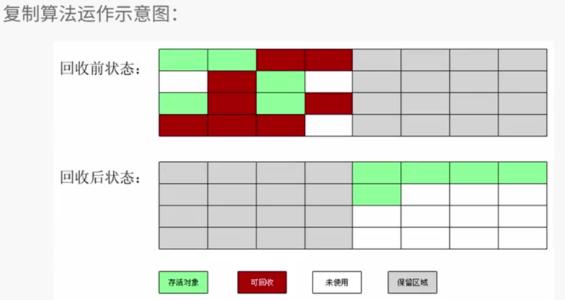 复制算法运作示意图：
回收前状态：
回收后状态：
存活对象
可回收
未使用
保留区域